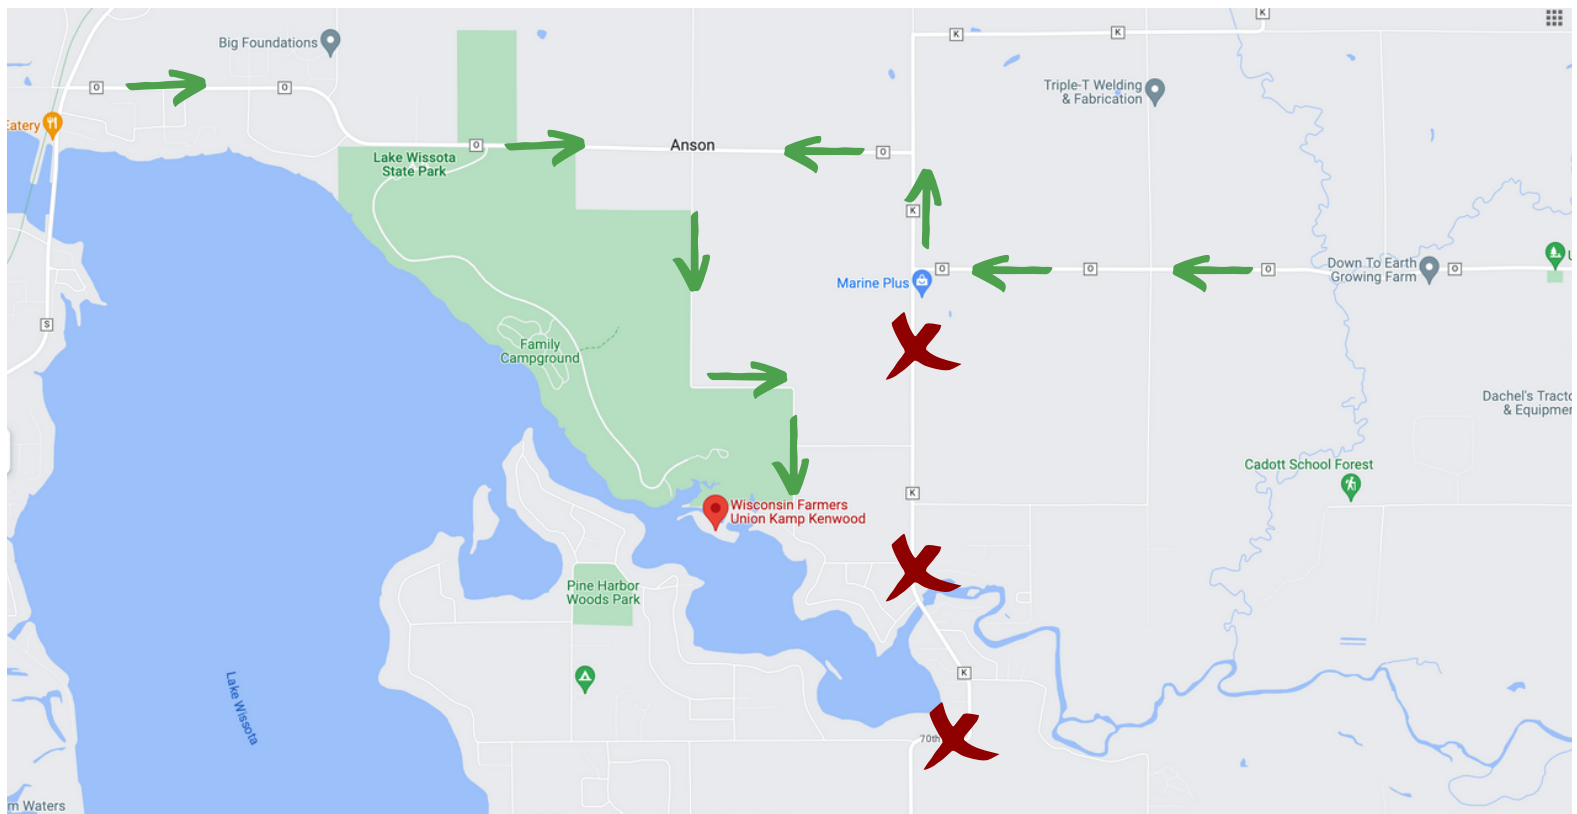 K
K
K
Big Foundations
Triple-T Welding
& Fabrication
O
O
Eatery
O
Anson
O
Lake Wissota
State Park
K
Marine Plus
O
O
O
Down To Earth
Growing Farm
O
S
Family
Campground
Dachel's Tracto
& Equipmen
Cadott School Forest
K
Wisconsin Farmers
Union Kamp Kenwood
Pine Harbor
Woods Park
K
Lake Wissota
70th
m Waters